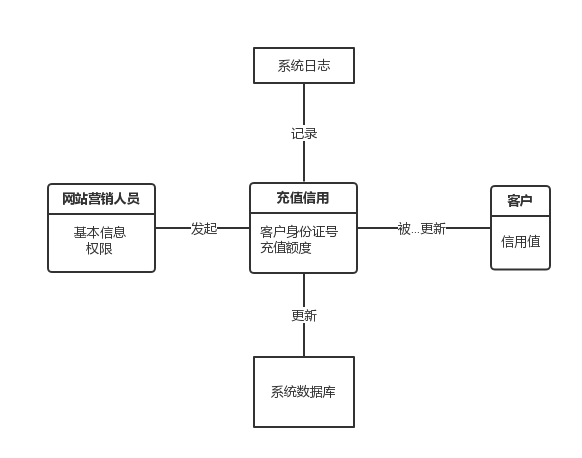 系统日志
记录
网站营销人员
基本信息
权限
发起
充值信用
客户身份证号
充值额度
被...更新
客户
信用值
更新
系统数据库